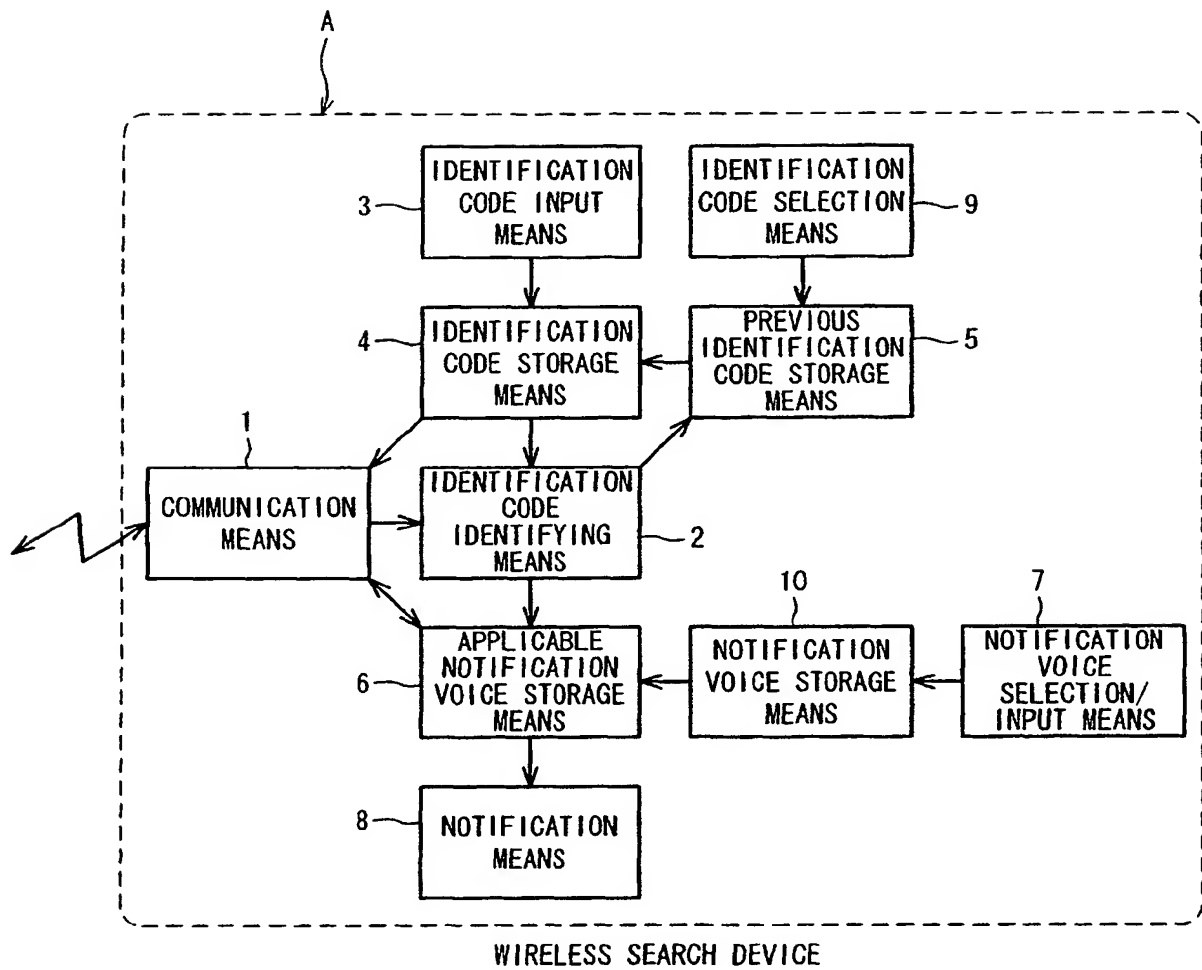 A
IDENTIFICATION
CODE INPUT
MEANS
3
IDENTIFICATION
CODE SELECTION
MEANS
9
IDENTIFICATION
CODE STORAGE
MEANS
4
PREVIOUS
IDENTIFICATION
CODE STORAGE
MEANS
5
1
COMMUNICATION
MEANS
IDENTIFICATION
CODE
IDENTIFYING
MEANS
2
APPLICABLE
NOTIFICATION
VOICE STORAGE
MEANS
6
10
NOTIFICATION
VOICE STORAGE
MEANS
7
NOTIFICATION
VOICE
SELECTION/
INPUT MEANS
8
NOTIFICATION
MEANS
WIRELESS SEARCH DEVICE